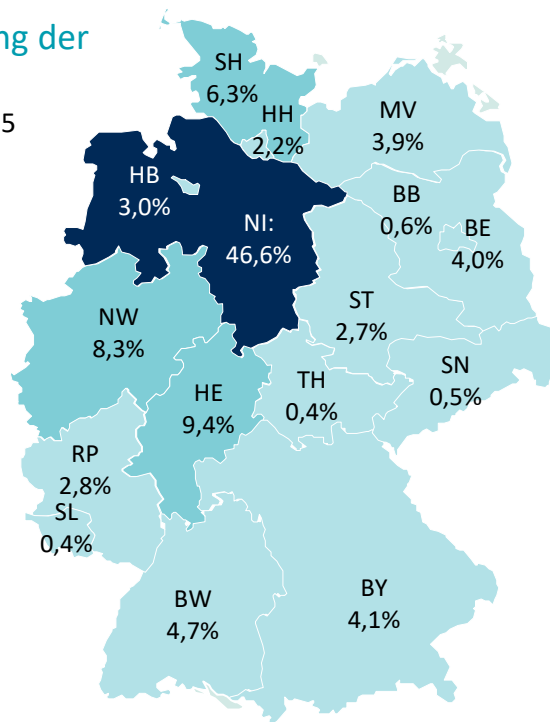 ng der
5
SH
6,3%
HH
2,2%
MV
3,9%
HB
3,0%
NI:
46,6%
BB
0,6%
BE
4,0%
ST
2,7%
NW
8,3%
HE
9,4%
TH
0,4%
SN
0,5%
RP
2,8%
SL
0,4%
BW
4,7%
BY
4,1%